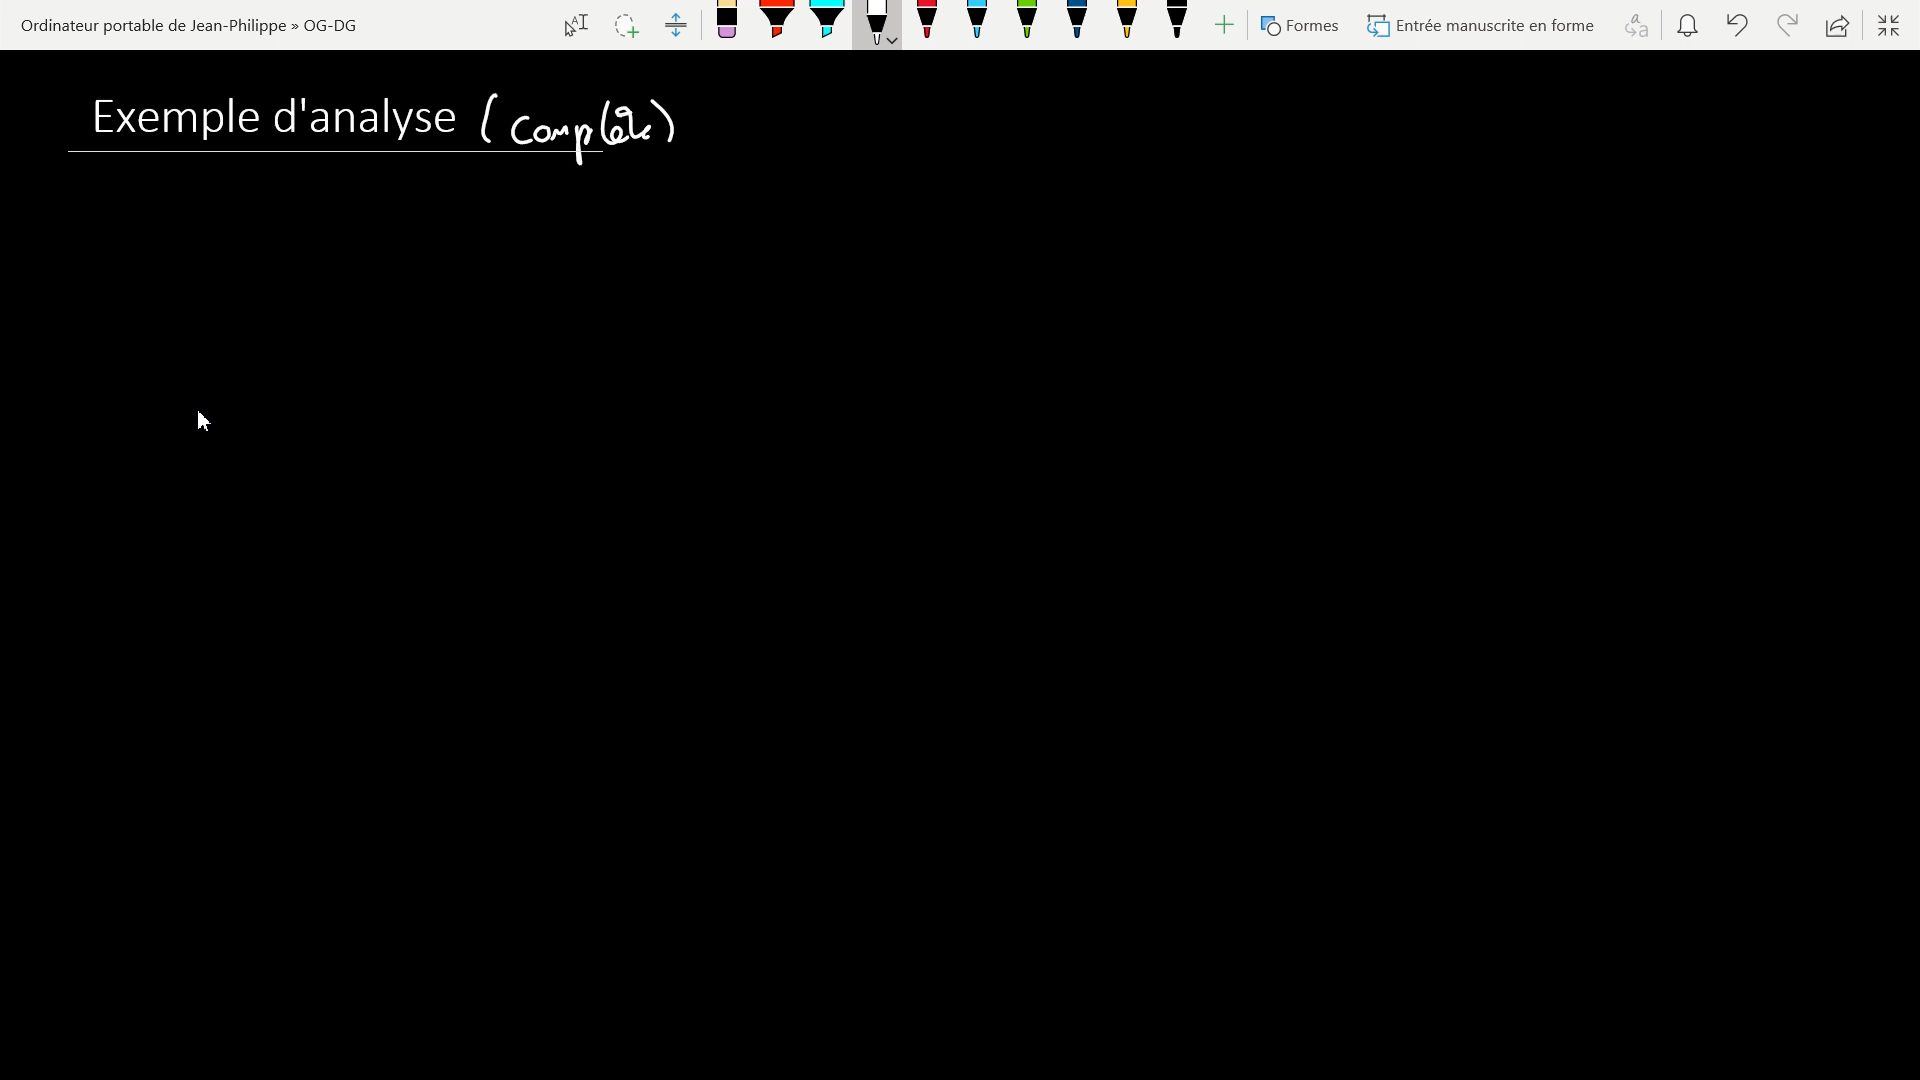 Ordinateur portable de Jean-Philippe » OG-DG
Formes
Entrée manuscrite en forme
Exemple d'analyse (complète)